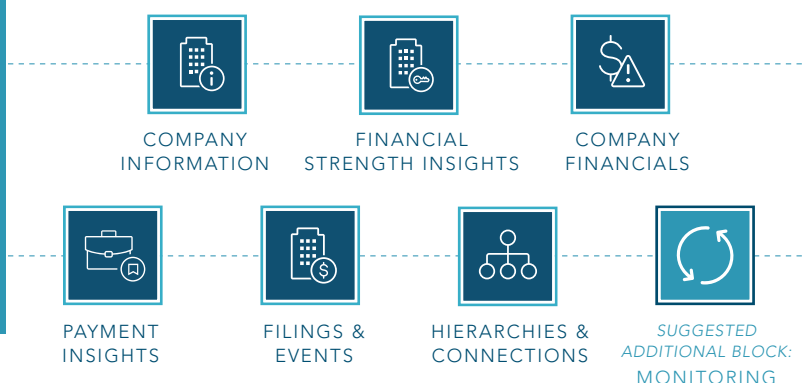 COMPANY
INFORMATION
FINANCIAL
STRENGTH INSIGHTS
COMPANY
FINANCIALS
PAYMENT
INSIGHTS
FILINGS &
EVENTS
HIERARCHIES &
CONNECTIONS
SUGGESTED
ADDITIONAL BLOCK:
MONITORING